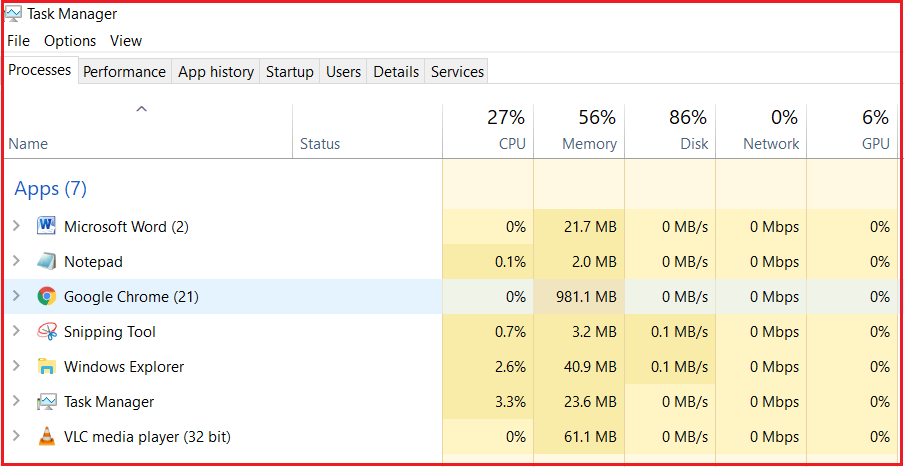 Task Manager
File Options View
Processes Performance App history Startup Users Details Services
27% 56% 86% 0% 6%
Name Status CPU Memory Disk Network GPU
Apps (7)
Microsoft Word (2) 0% 21.7 MB 0 MB/s 0 Mbps 0%
Notepad 0.1% 2.0 MB 0 MB/s 0 Mbps 0%
Google Chrome (21) 0% 981.1 MB 0 MB/s 0 Mbps 0%
Snipping Tool 0.7% 3.2 MB 0.1 MB/s 0 Mbps 0%
Windows Explorer 2.6% 40.9 MB 0.1 MB/s 0 Mbps 0%
Task Manager 3.3% 23.6 MB 0 MB/s 0 Mbps 0%
VLC media player (32 bit) 0% 61.1 MB 0 MB/s 0 Mbps 0%